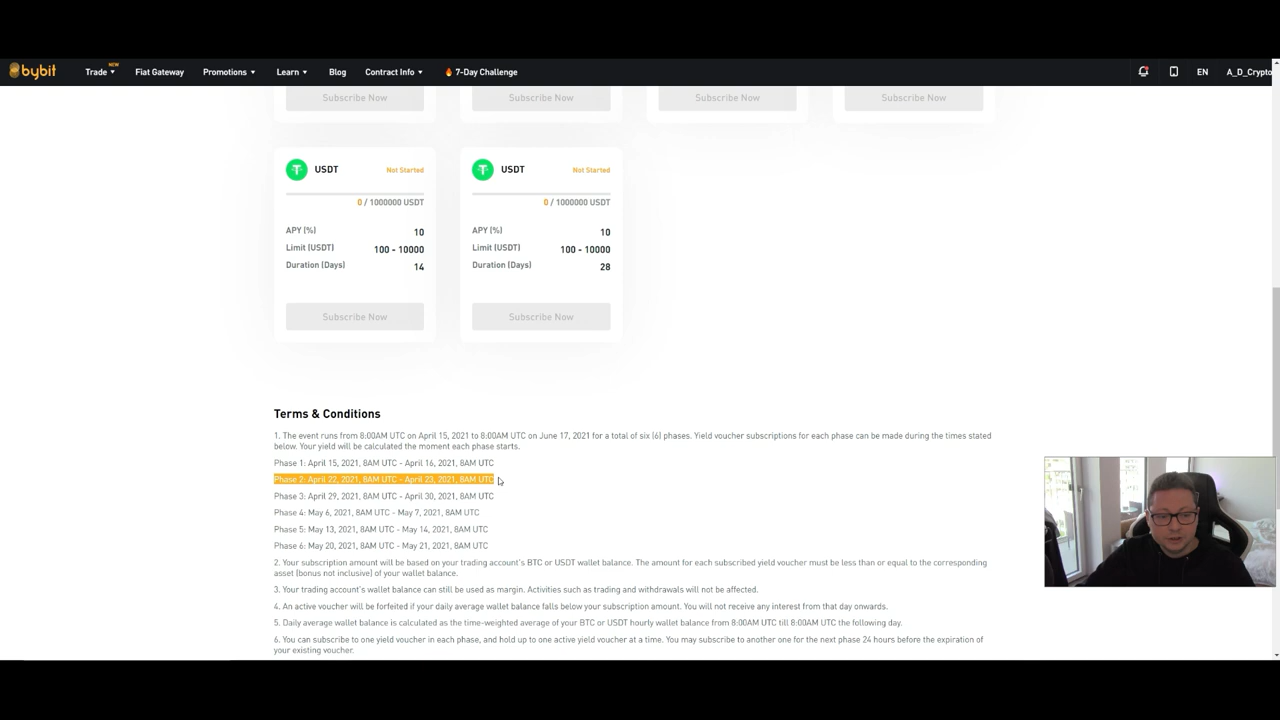 bybit Trade NEW Fiat Gateway Promotions Learn Blog Contract Info 7-Day Challenge EN A_D_Crypto
Subscribe Now Subscribe Now Subscribe Now Subscribe Now
USDT Not Started
0 / 1000000 USDT
APY (%) 10
Limit (USDT) 100 - 10000
Duration (Days) 14
Subscribe Now
USDT Not Started
0 / 1000000 USDT
APY (%) 10
Limit (USDT) 100 - 10000
Duration (Days) 28
Subscribe Now
Terms & Conditions
1. The event runs from 8:00AM UTC on April 15, 2021 to 8:00AM UTC on June 17, 2021 for a total of six (6) phases. Yield voucher subscriptions for each phase can be made during the times stated
below. Your yield will be calculated the moment each phase starts.
Phase 1: April 15, 2021, 8AM UTC - April 16, 2021, 8AM UTC
Phase 2: April 22, 2021, 8AM UTC - April 23, 2021, 8AM UTC
Phase 3: April 29, 2021, 8AM UTC - April 30, 2021, 8AM UTC
Phase 4: May 6, 2021, 8AM UTC - May 7, 2021, 8AM UTC
Phase 5: May 13, 2021, 8AM UTC - May 14, 2021, 8AM UTC
Phase 6: May 20, 2021, 8AM UTC - May 21, 2021, 8AM UTC
2. Your subscription amount will be based on your trading account's BTC or USDT wallet balance. The amount for each subscribed yield voucher must be less than or equal to the corresponding
asset (bonus not inclusive) of your wallet balance.
3. Your trading account's wallet balance can still be used as margin. Activities such as trading and withdrawals will not be affected.
4. An active voucher will be forfeited if your daily average wallet balance falls below your subscription amount. You will not receive any interest from that day onwards.
5. Daily average wallet balance is calculated as the time-weighted average of your BTC or USDT hourly wallet balance from 8:00AM UTC till 8:00AM UTC the following day.
6. You can subscribe to one yield voucher in each phase, and hold up to one active yield voucher at a time. You may subscribe to another one for the next phase 24 hours before the expiration of
your existing voucher.